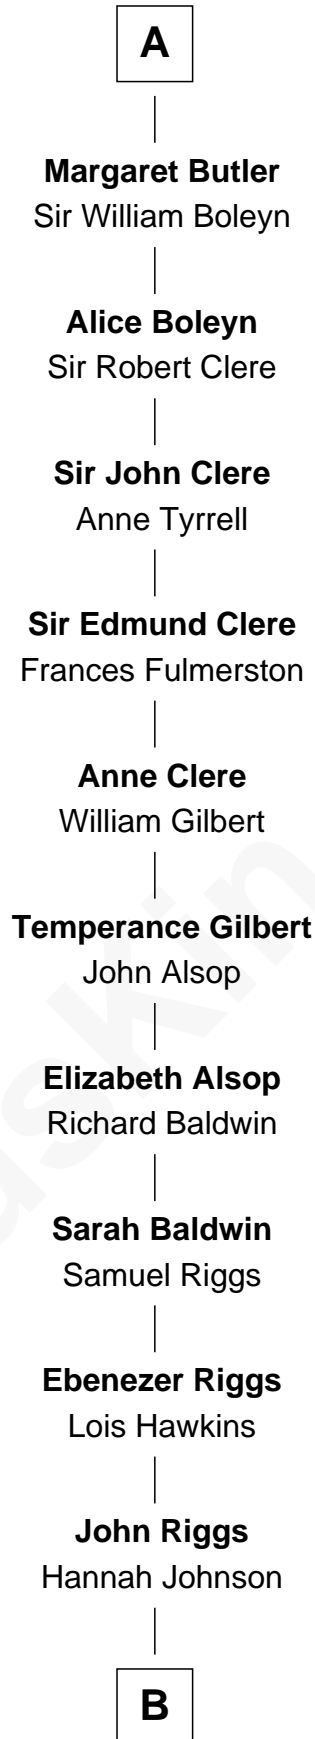 A
Margaret Butler
Sir William Boleyn
Alice Boleyn
Sir Robert Clere
Sir John Clere
Anne Tyrrell
Sir Edmund Clere
Frances Fulmerston
Anne Clere
William Gilbert
Temperance Gilbert
John Alsop
Elizabeth Alsop
Richard Baldwin
Sarah Baldwin
Samuel Riggs
Ebenezer Riggs
Lois Hawkins
John Riggs
Hannah Johnson
B